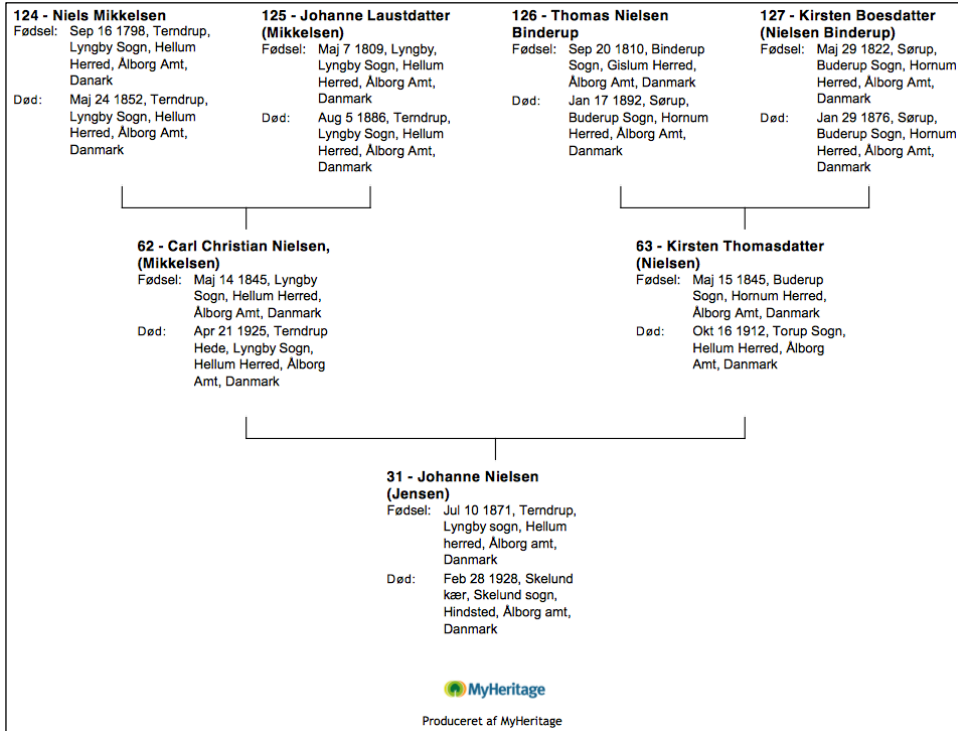 124 - Niels Mikkelsen
Fødsel: Sep 16 1798, Terndrup,
Lyngby Sogn, Hellum
Herred, Ålborg Amt,
Danark
Død: Maj 24 1852, Terndrup,
Lyngby Sogn, Hellum
Herred, Ålborg Amt,
Danmark
125 - Johanne Laustdatter
(Mikkelsen)
Fødsel: Maj 7 1809, Lyngby,
Lyngby Sogn, Hellum
Herred, Ålborg Amt,
Danmark
Død: Aug 5 1886, Terndrup,
Lyngby Sogn, Hellum
Herred, Ålborg Amt,
Danmark
126 - Thomas Nielsen
Binderup
Fødsel: Sep 20 1810, Binderup
Sogn, Gislum Herred,
Ålborg Amt, Danmark
Død: Jan 17 1892, Sørup,
Buderup Sogn, Hornum
Herred, Ålborg Amt,
Danmark
127 - Kirsten Boesdatter
(Nielsen Binderup)
Fødsel: Maj 29 1822, Sørup,
Buderup Sogn, Hornum
Herred, Ålborg Amt,
Danmark
Død: Jan 29 1876, Sørup,
Buderup Sogn, Hornum
Herred, Ålborg Amt,
Danmark
62 - Carl Christian Nielsen,
(Mikkelsen)
Fødsel: Maj 14 1845, Lyngby
Sogn, Hellum Herred,
Ålborg Amt, Danmark
Død: Apr 21 1925, Terndrup
Hede, Lyngby Sogn,
Hellum Herred, Ålborg
Amt, Danmark
63 - Kirsten Thomasdatter
(Nielsen)
Fødsel: Maj 15 1845, Buderup
Sogn, Hornum Herred,
Ålborg Amt, Danmark
Død: Okt 16 1912, Torup Sogn,
Hellum Herred, Ålborg
Amt, Danmark
31 - Johanne Nielsen
(Jensen)
Fødsel: Jul 10 1871, Terndrup,
Lyngby sogn, Hellum
herred, Ålborg amt,
Danmark
Død: Feb 28 1928, Skelund
kær, Skelund sogn,
Hindsted, Ålborg amt,
Danmark
MyHeritage
Produceret af MyHeritage